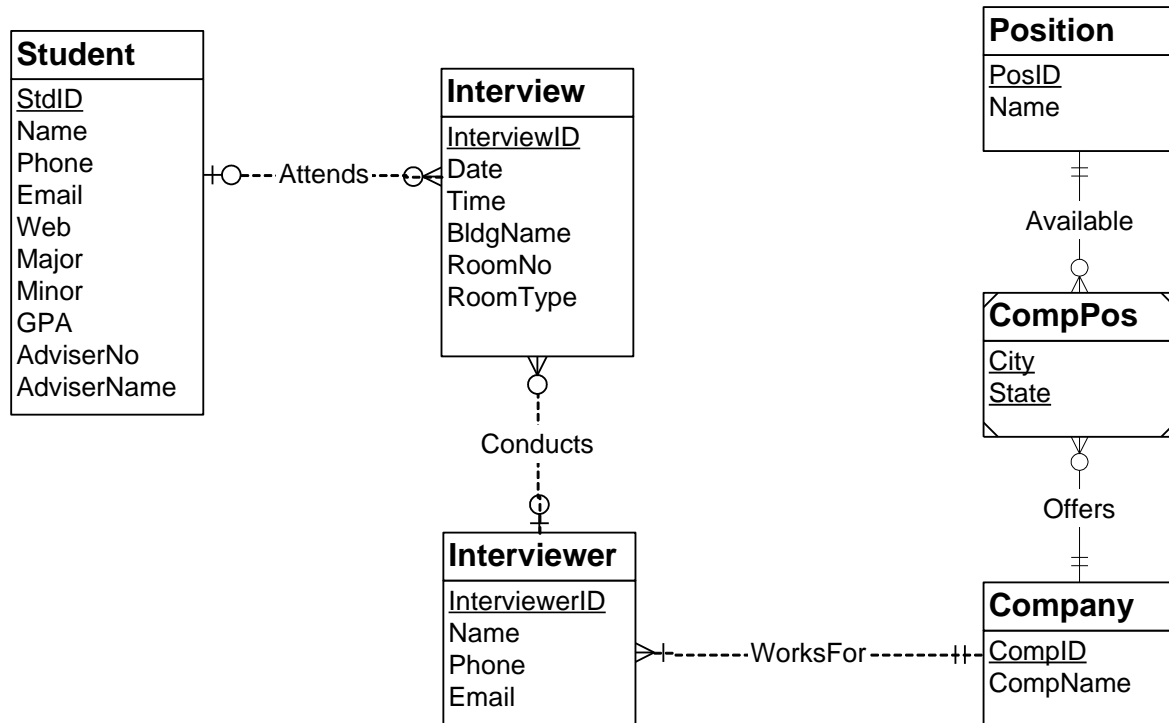 Student
StdID
Name
Phone
Email
Web
Major
Minor
GPA
AdviserNo
AdviserName
Attends
Interview
InterviewID
Date
Time
BldgName
RoomNo
RoomType
Conducts
Interviewer
InterviewerID
Name
Phone
Email
WorksFor
Position
PosID
Name
Available
CompPos
City
State
Offers
Company
CompID
CompName